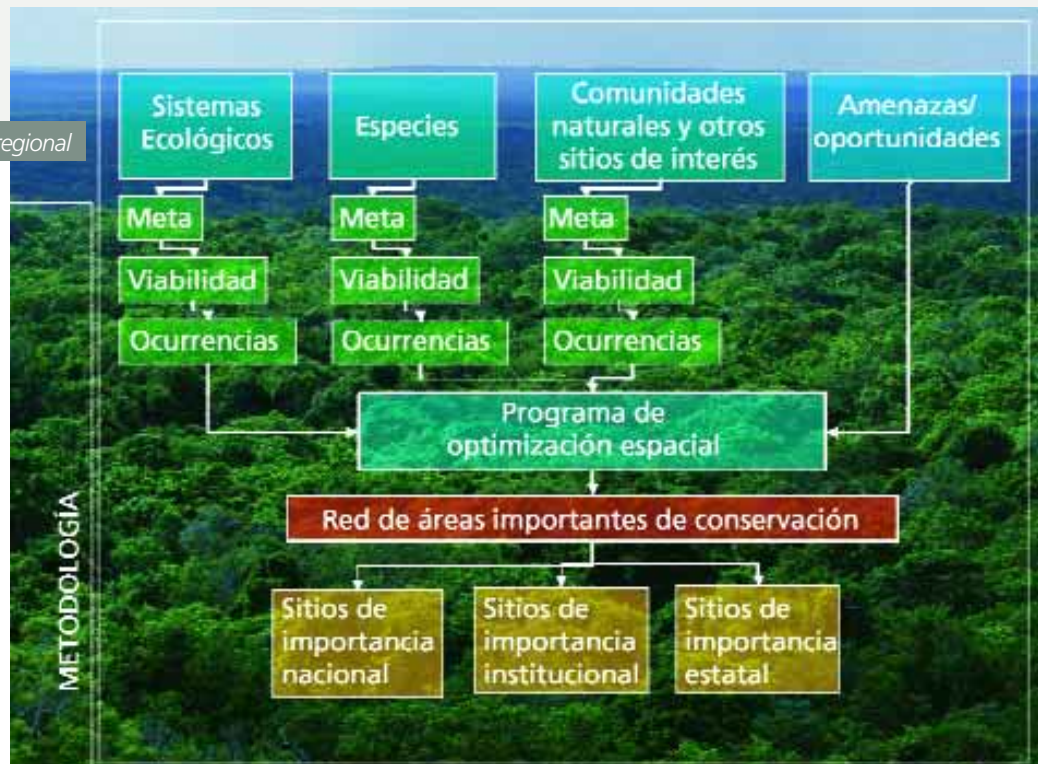 Sistemas
Ecológicos
Especies
Comunidades
naturales y otros
sitios de interés
Amenazas/
oportunidades
regional
Meta
Meta
Meta
Viabilidad
Viabilidad
Viabilidad
Ocurrencias
Ocurrencias
Ocurrencias
Programa de
optimización espacial
Red de áreas importantes de conservación
Sitios de
importancia
nacional
Sitios de
importancia
institucional
Sitios de
importancia
estatal
METODOLOGÍA